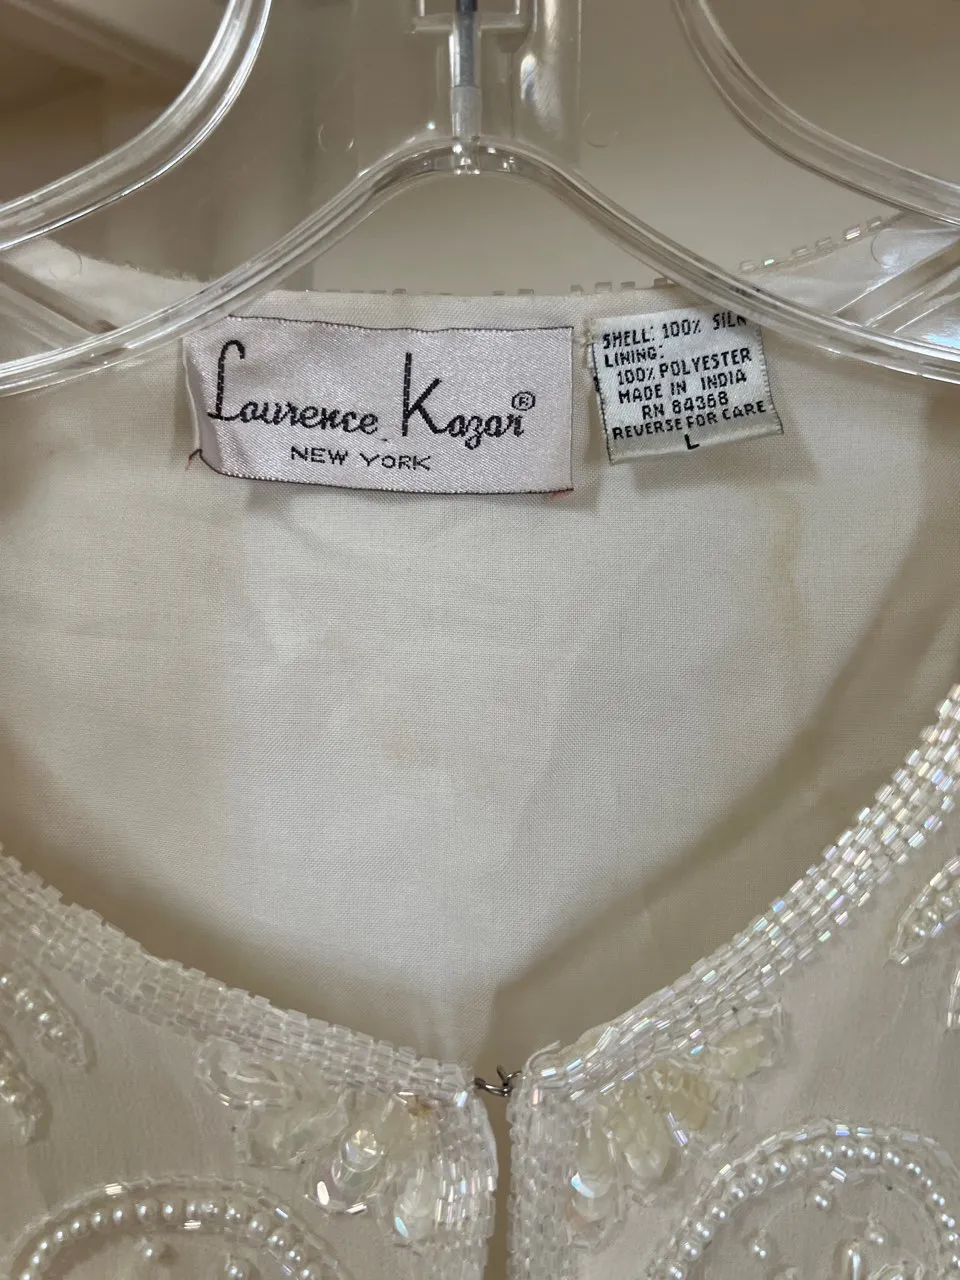 Laurence Kazar®
NEW YORK
SHELL: 100% SILK
LINING:
100% POLYESTER
MADE IN INDIA
RN 84368
REVERSE FOR CARE
L